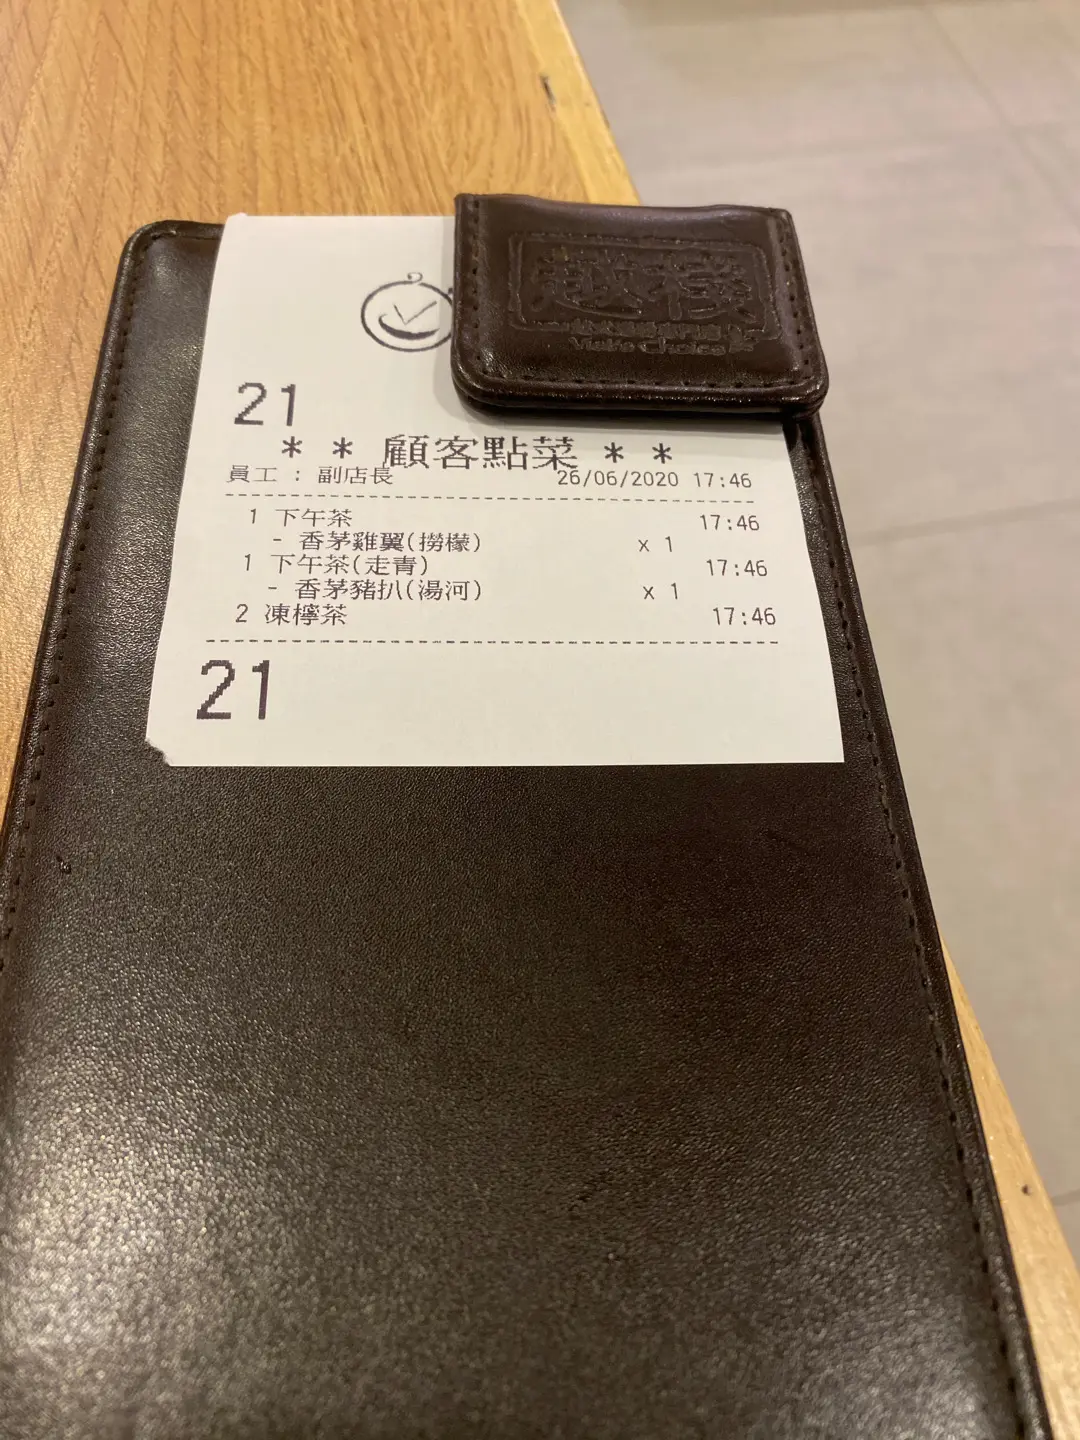 越棧
Viet's Choice
21
* * 顧客點菜 * *
員工 : 副店長 26/06/2020 17:46
1 下午茶 17:46
- 香茅雞翼(撈檬) x 1
1 下午茶(走青) 17:46
- 香茅豬扒(湯河) x 1
2 凍檸茶 17:46
21